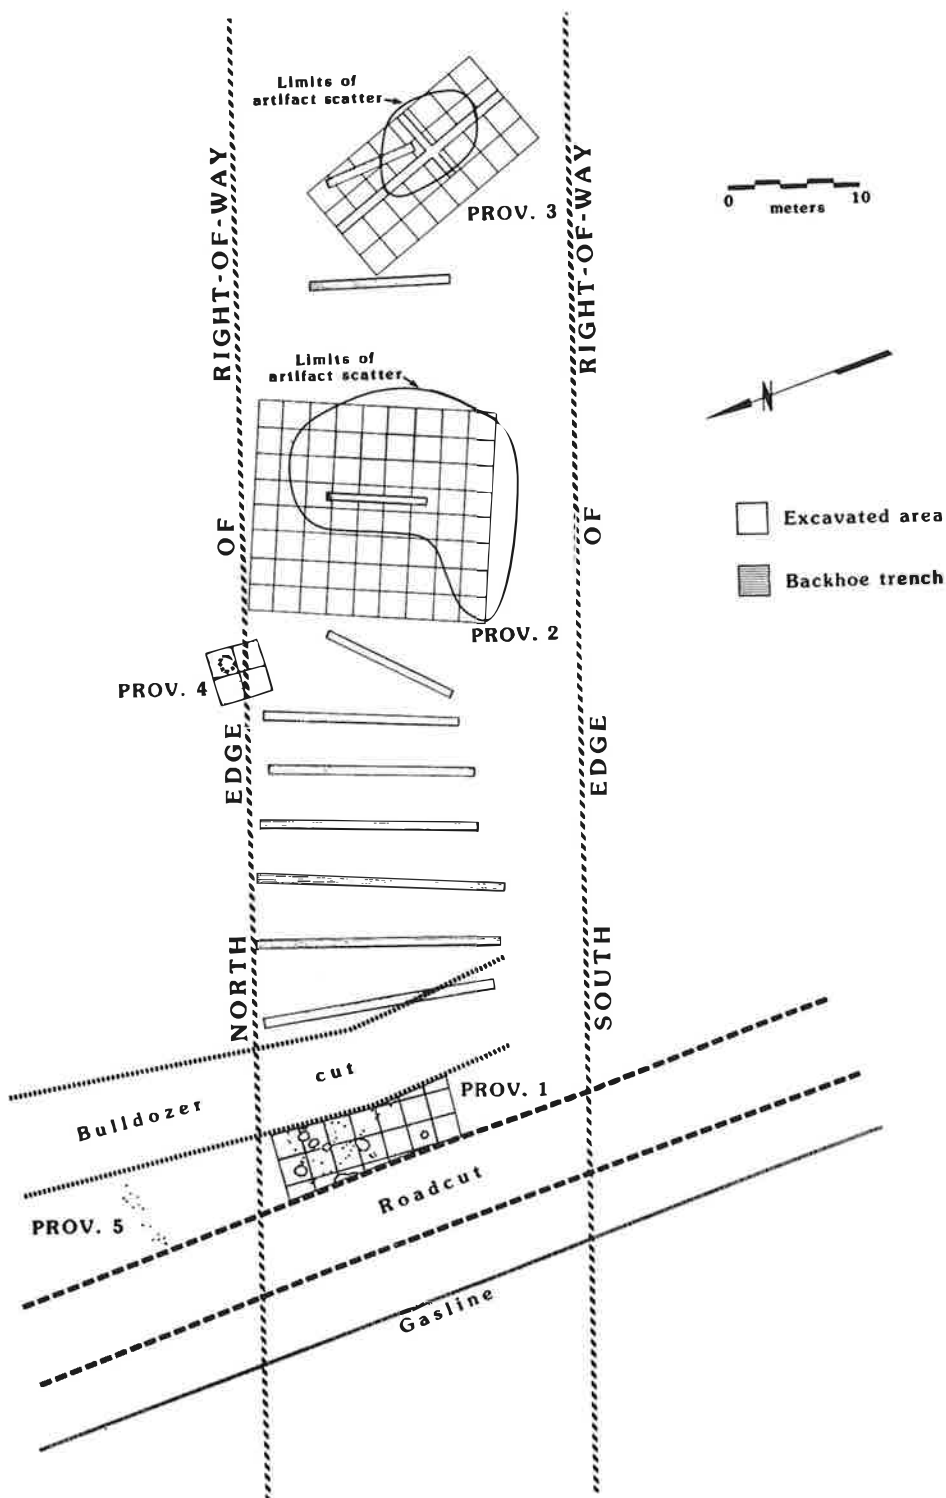 Limits of
artifact scatter
PROV. 3
0 10
meters
RIGHT-OF-WAY
RIGHT-OF-WAY
Limits of
artifact scatter
N
OF
OF
Excavated area
Backhoe trench
PROV. 2
PROV. 4
EDGE
EDGE
NORTH
SOUTH
cut
Bulldozer
PROV. 1
Roadcut
PROV. 5
Gasline